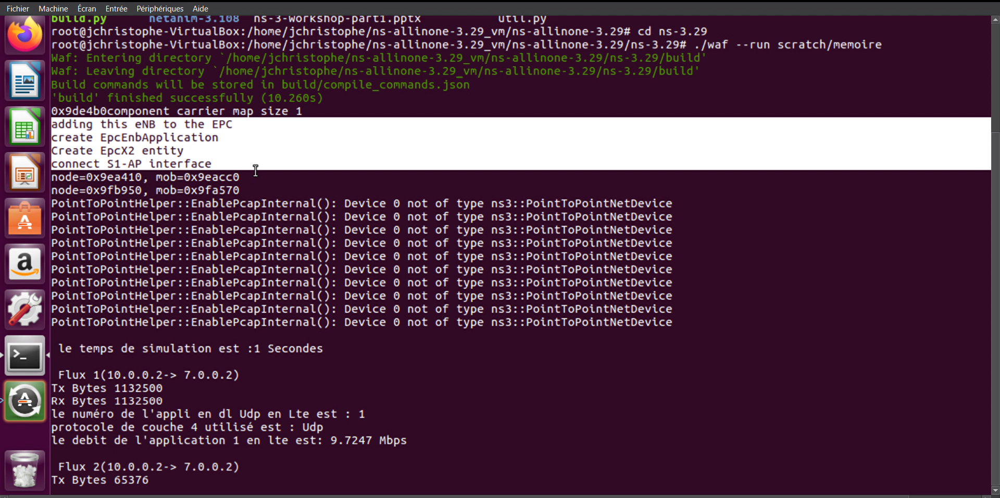 Fichier Machine Écran Entrée Périphériques Aide
build.py netanim-3.108 ns-3-workshop-part1.pptx util.py
root@jchristophe-VirtualBox:/home/jchristophe/ns-allinone-3.29_vm/ns-allinone-3.29# cd ns-3.29
root@jchristophe-VirtualBox:/home/jchristophe/ns-allinone-3.29_vm/ns-allinone-3.29/ns-3.29# ./waf --run scratch/memoire
Waf: Entering directory `/home/jchristophe/ns-allinone-3.29_vm/ns-allinone-3.29/ns-3.29/build'
Waf: Leaving directory `/home/jchristophe/ns-allinone-3.29_vm/ns-allinone-3.29/ns-3.29/build'
Build commands will be stored in build/compile_commands.json
'build' finished successfully (10.260s)
0x9de4b0component carrier map size 1
adding this eNB to the EPC
create EpcEnbApplication
Create EpcX2 entity
connect S1-AP interface
node=0x9ea410, mob=0x9eacc0
node=0x9fb950, mob=0x9fa570
PointToPointHelper::EnablePcapInternal(): Device 0 not of type ns3::PointToPointNetDevice
PointToPointHelper::EnablePcapInternal(): Device 0 not of type ns3::PointToPointNetDevice
PointToPointHelper::EnablePcapInternal(): Device 0 not of type ns3::PointToPointNetDevice
PointToPointHelper::EnablePcapInternal(): Device 0 not of type ns3::PointToPointNetDevice
PointToPointHelper::EnablePcapInternal(): Device 0 not of type ns3::PointToPointNetDevice
PointToPointHelper::EnablePcapInternal(): Device 0 not of type ns3::PointToPointNetDevice
PointToPointHelper::EnablePcapInternal(): Device 0 not of type ns3::PointToPointNetDevice
PointToPointHelper::EnablePcapInternal(): Device 0 not of type ns3::PointToPointNetDevice
PointToPointHelper::EnablePcapInternal(): Device 0 not of type ns3::PointToPointNetDevice
PointToPointHelper::EnablePcapInternal(): Device 0 not of type ns3::PointToPointNetDevice
le temps de simulation est :1 Secondes
Flux 1(10.0.0.2-> 7.0.0.2)
Tx Bytes 1132500
Rx Bytes 1132500
le numéro de l'appli en dl Udp en Lte est : 1
protocole de couche 4 utilisé est : Udp
le debit de l'application 1 en lte est: 9.7247 Mbps
Flux 2(10.0.0.2-> 7.0.0.2)
Tx Bytes 65376